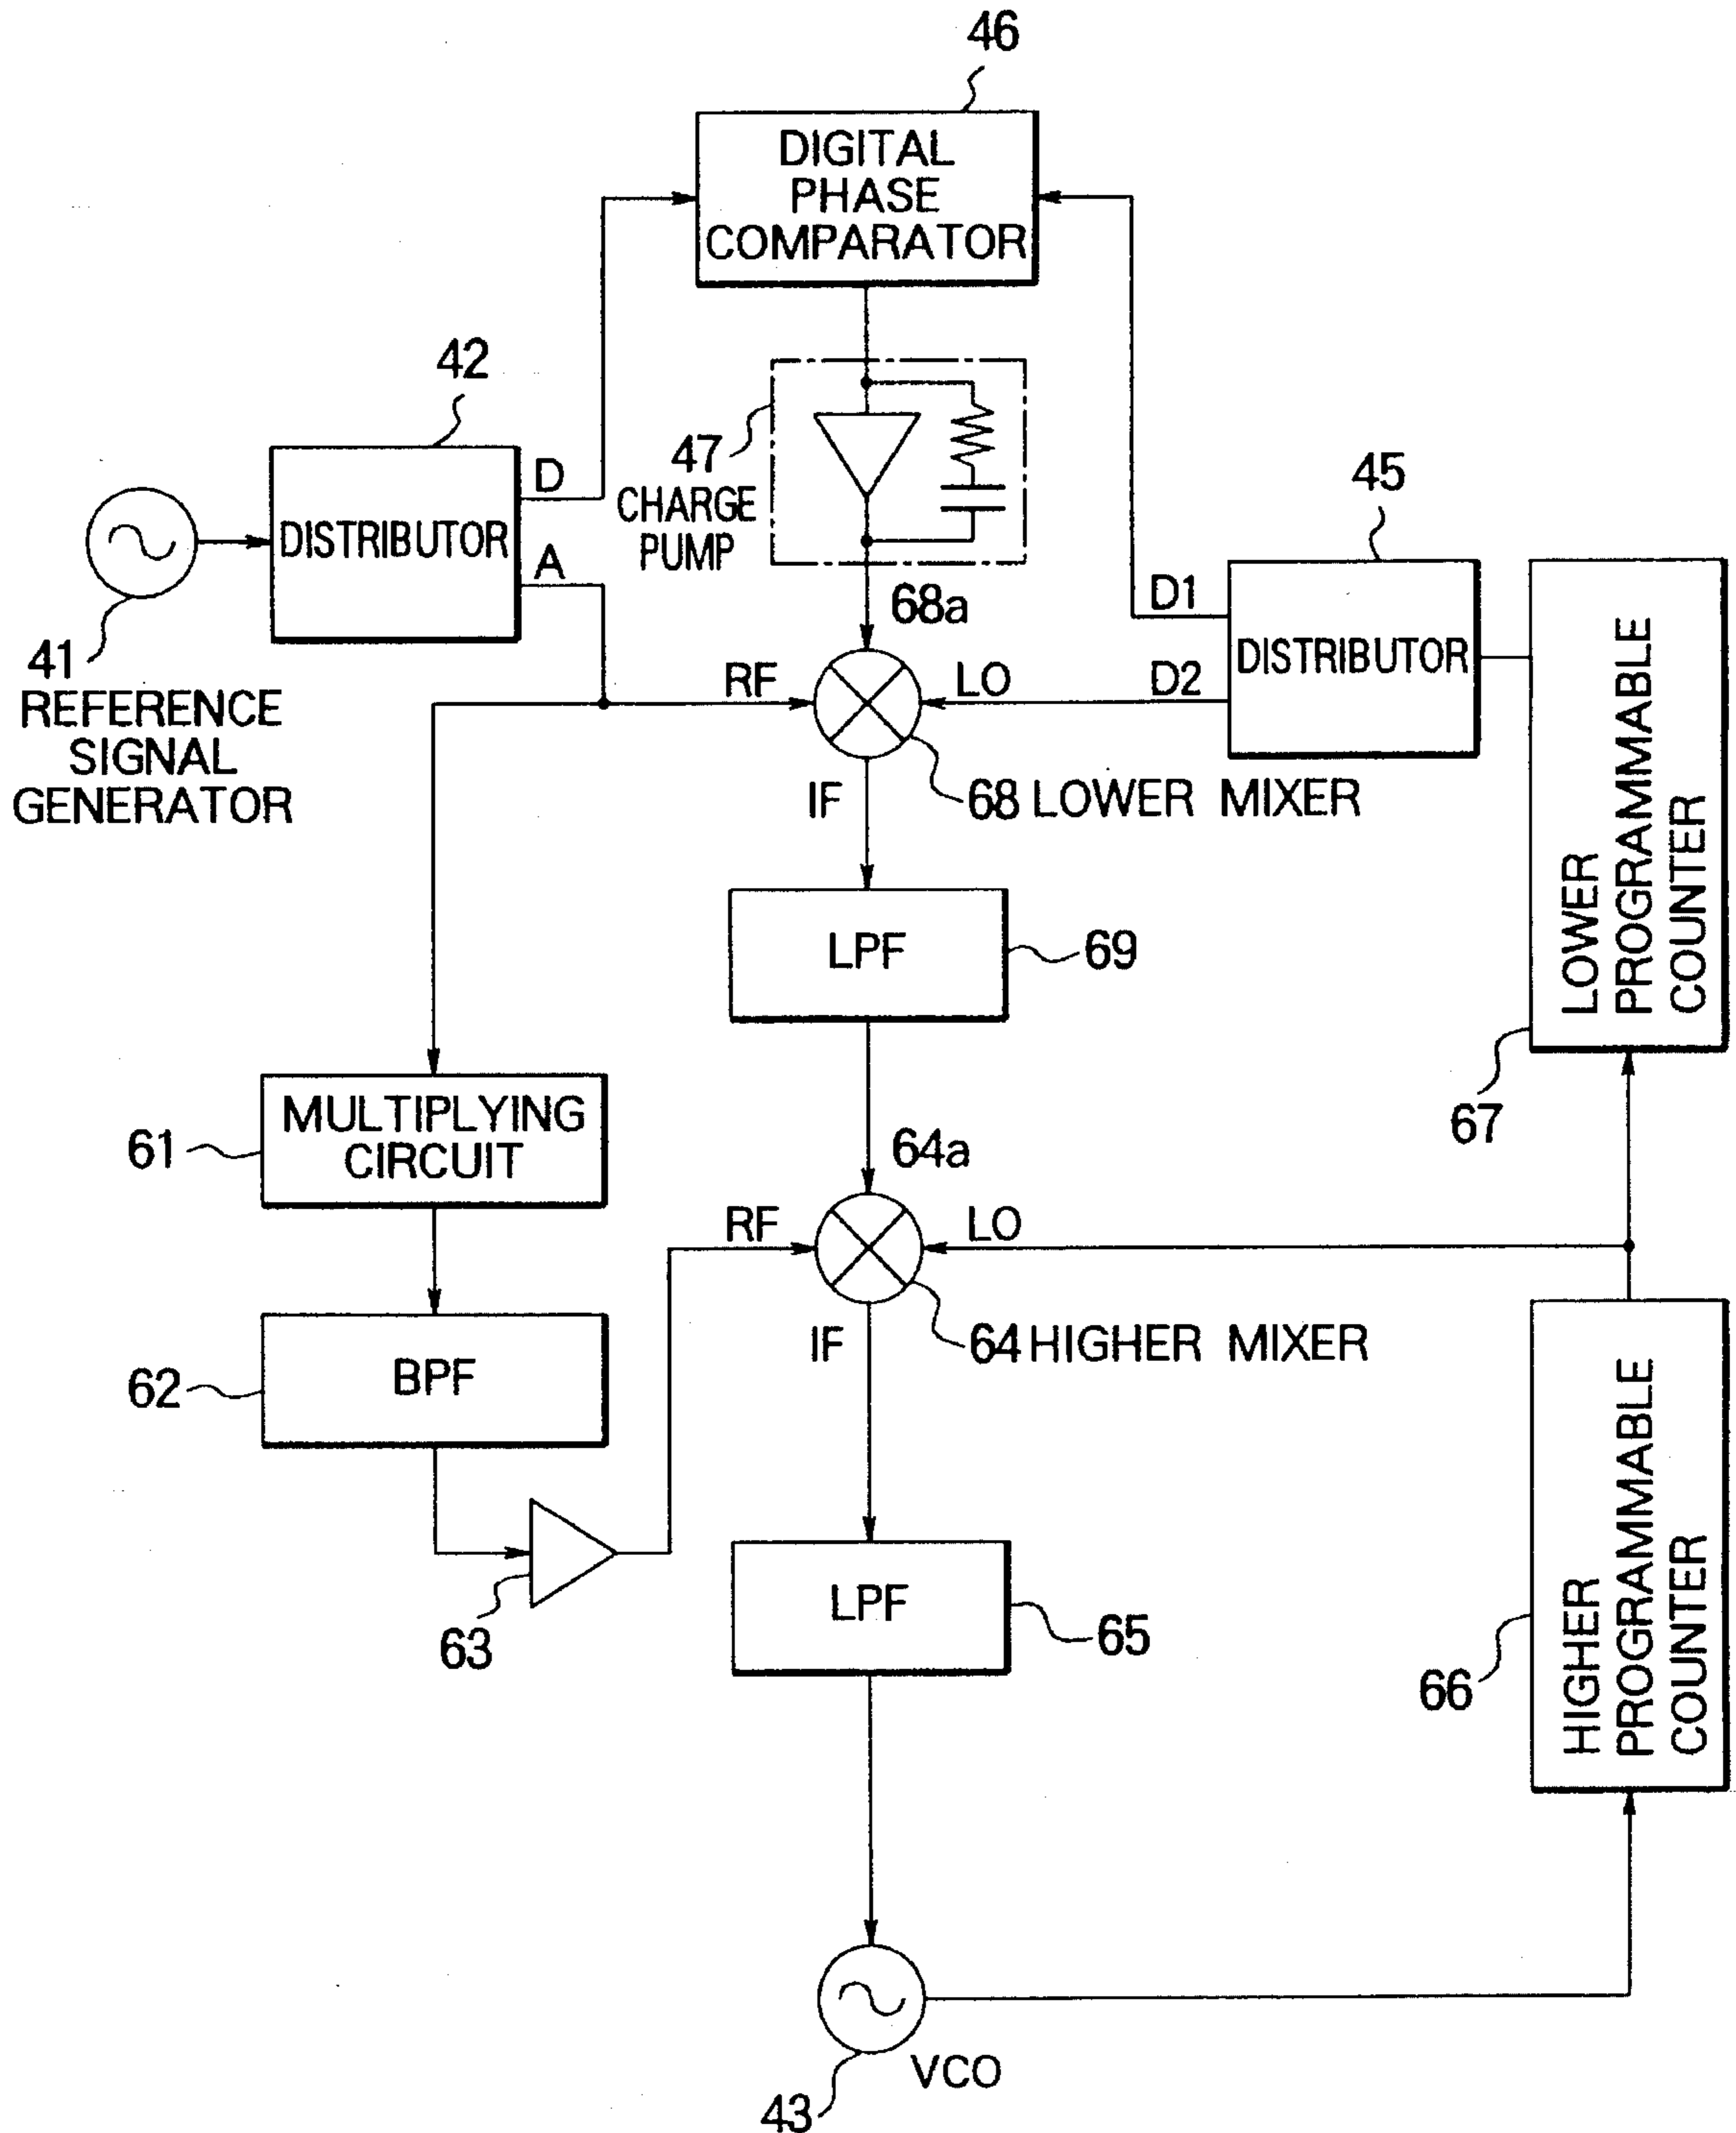 46
DIGITAL
PHASE
COMPARATOR
42
D
DISTRIBUTOR
A
41
REFERENCE
SIGNAL
GENERATOR
47
CHARGE
PUMP
68a
45
D1
DISTRIBUTOR
D2
RF
LO
IF
68 LOWER MIXER
LOWER
PROGRAMMABLE
COUNTER
67
LPF
69
MULTIPLYING
CIRCUIT
61
64a
RF
LO
IF
64 HIGHER MIXER
BPF
62
63
LPF
65
HIGHER
PROGRAMMABLE
COUNTER
66
VCO
43